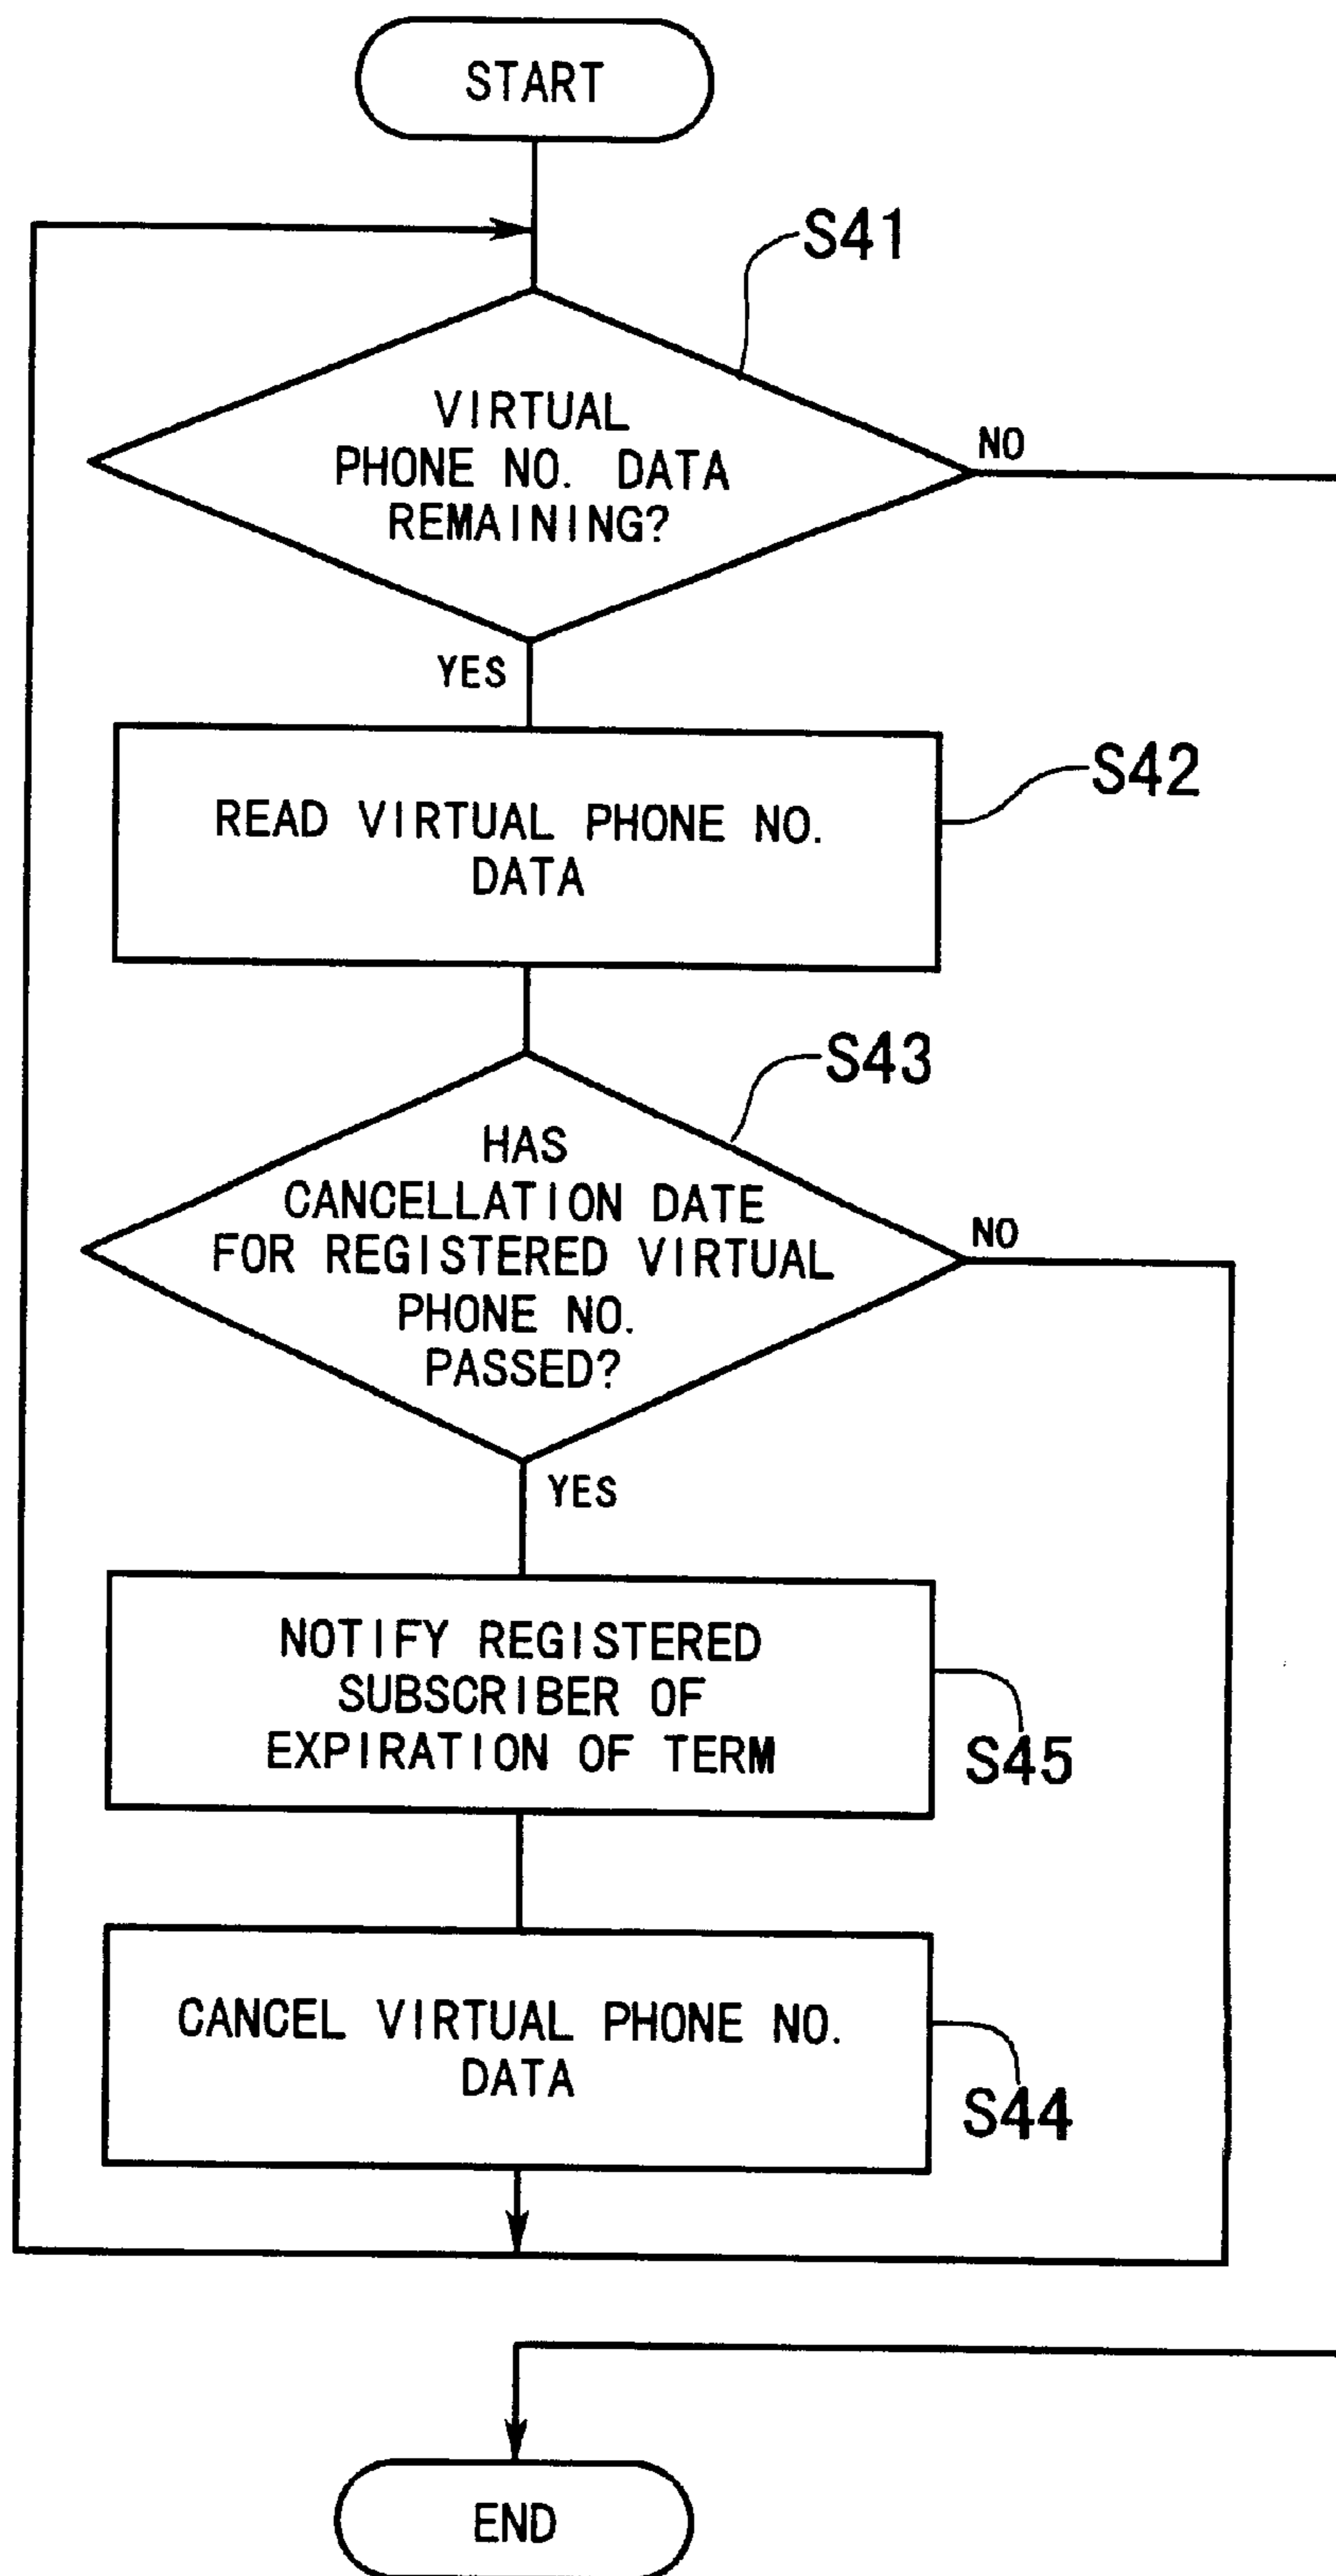 START
S41
VIRTUAL
PHONE NO. DATA
REMAINING?
NO
YES
S42
READ VIRTUAL PHONE NO.
DATA
S43
HAS
CANCELLATION DATE
FOR REGISTERED VIRTUAL
PHONE NO.
PASSED?
NO
YES
NOTIFY REGISTERED
SUBSCRIBER OF
EXPIRATION OF TERM
S45
CANCEL VIRTUAL PHONE NO.
DATA
S44
END